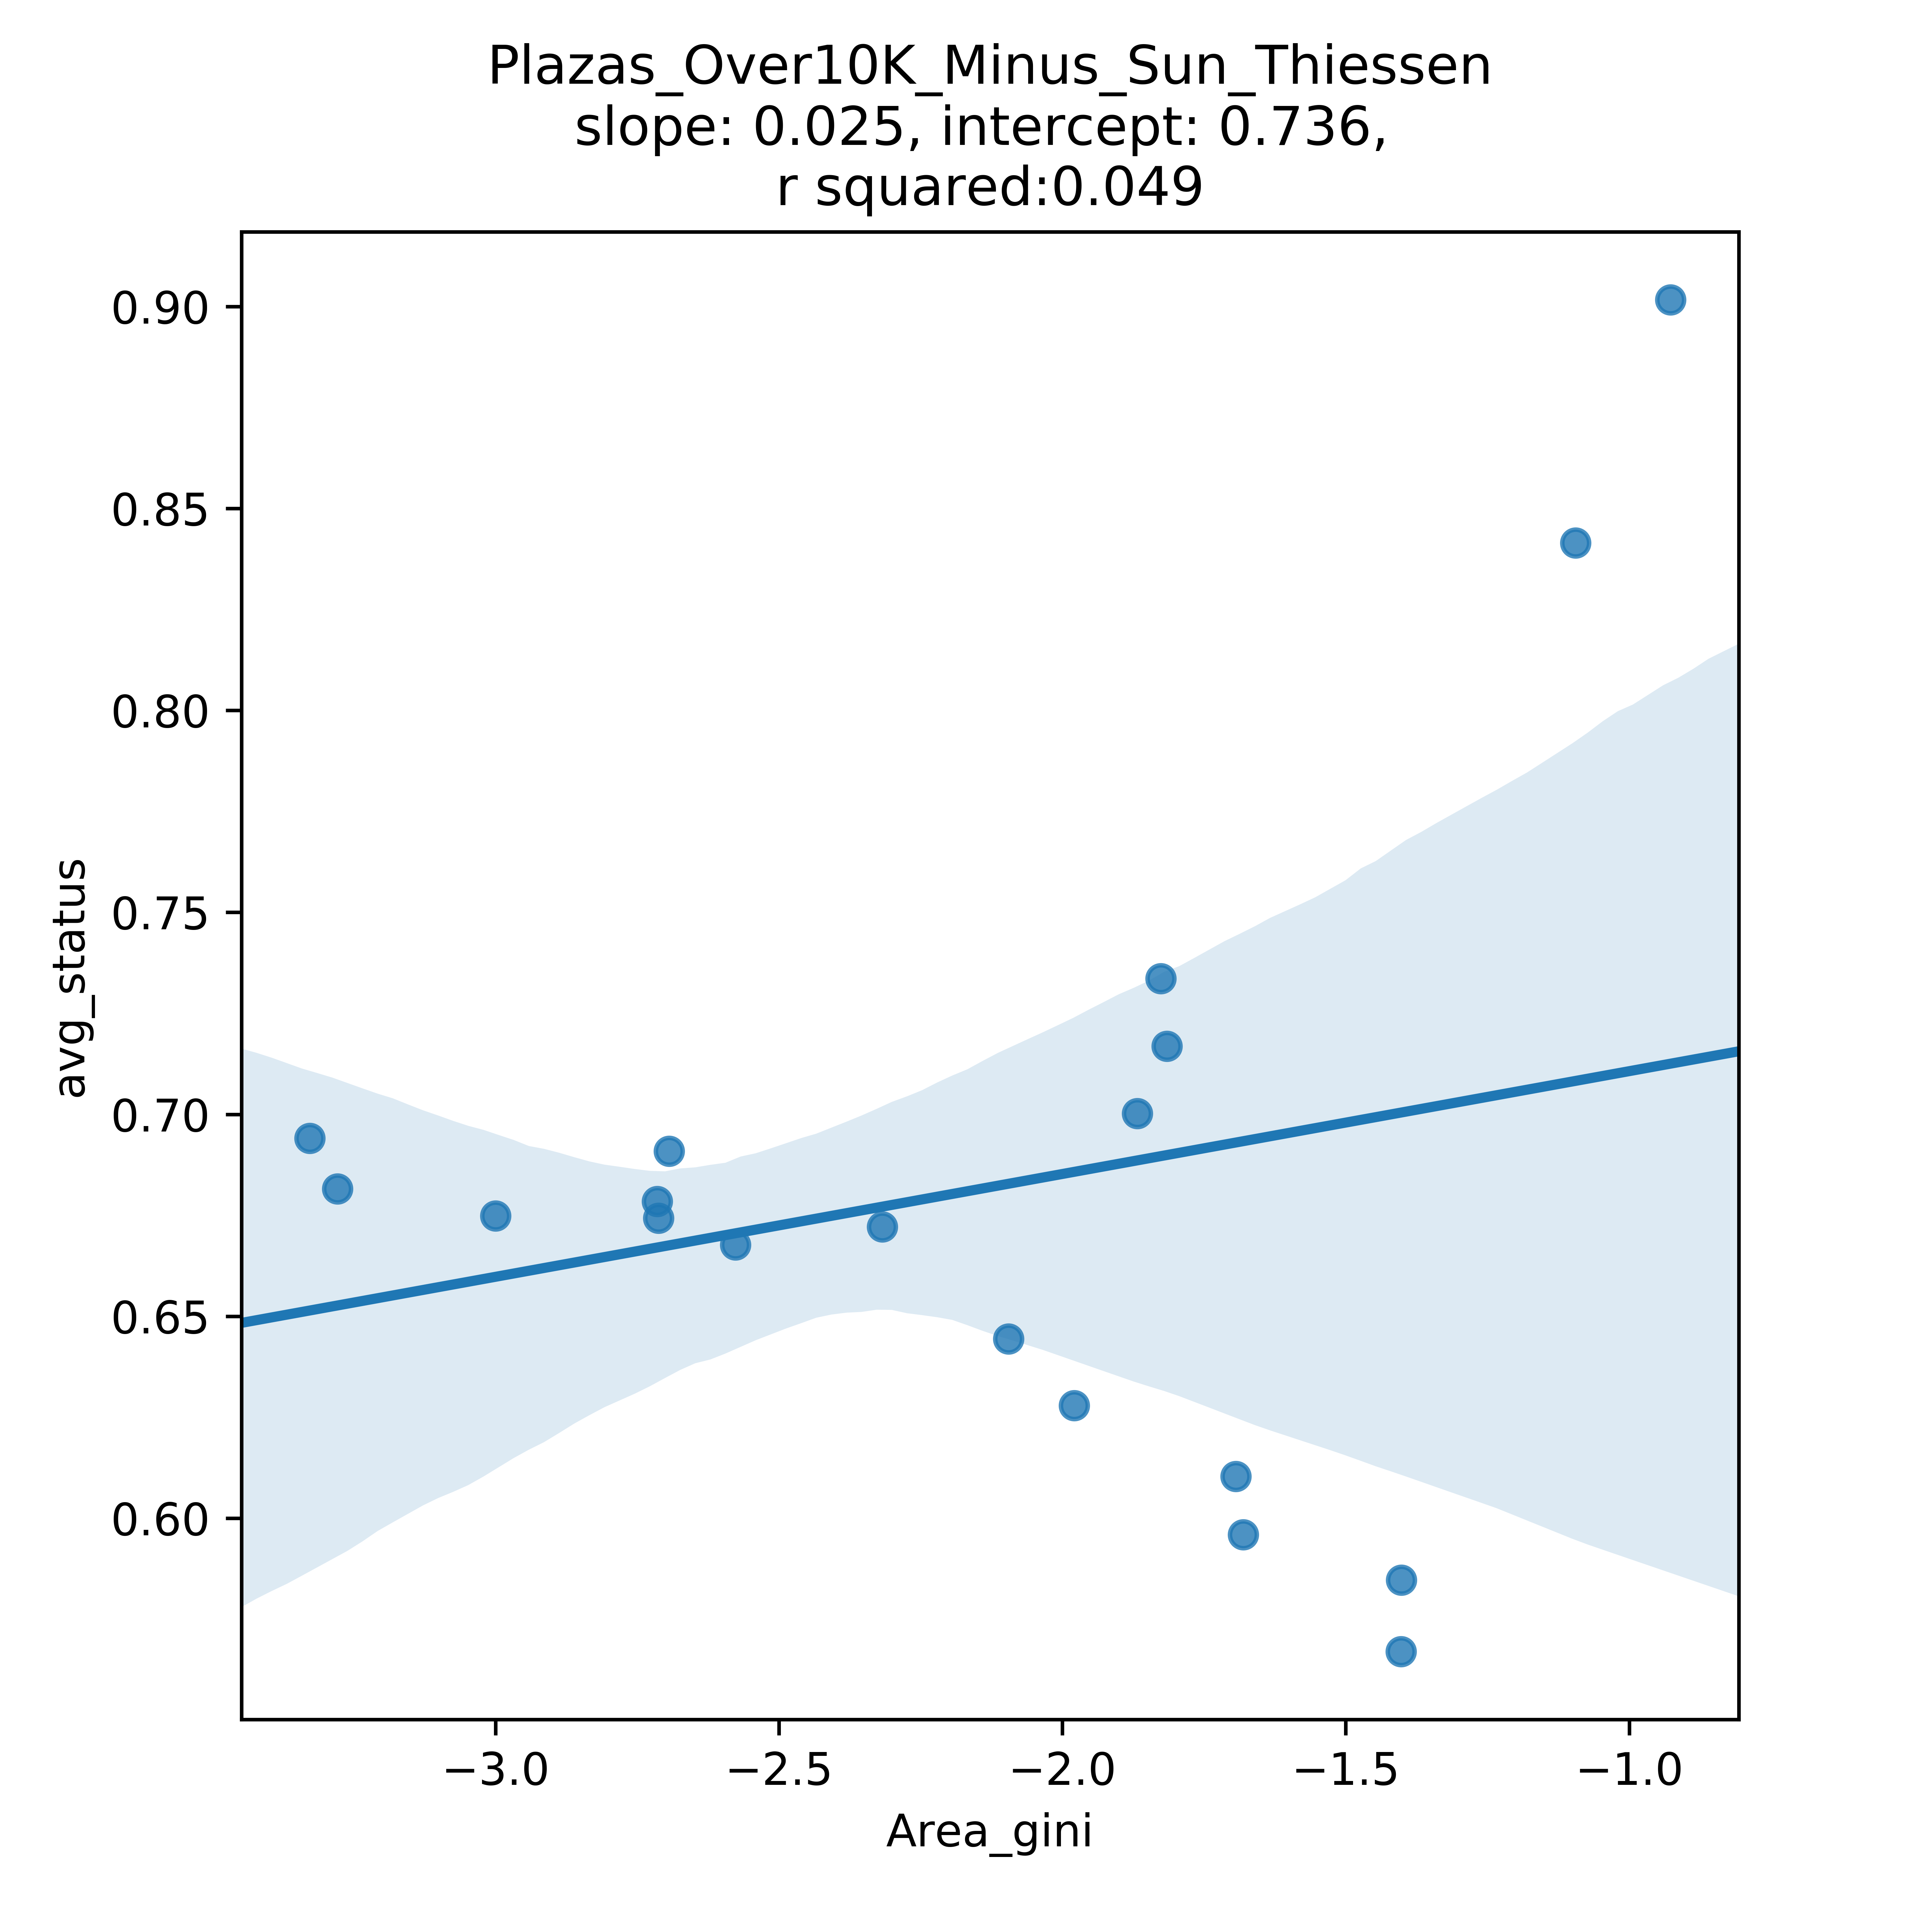 Plazas_Over10K_Minus_Sun_Thiessen
slope: 0.025, intercept: 0.736,
r squared:0.049
0.90
0.85
0.80
0.75
0.70
0.65
0.60
avg_status
−3.0
−2.5
−2.0
−1.5
−1.0
Area_gini